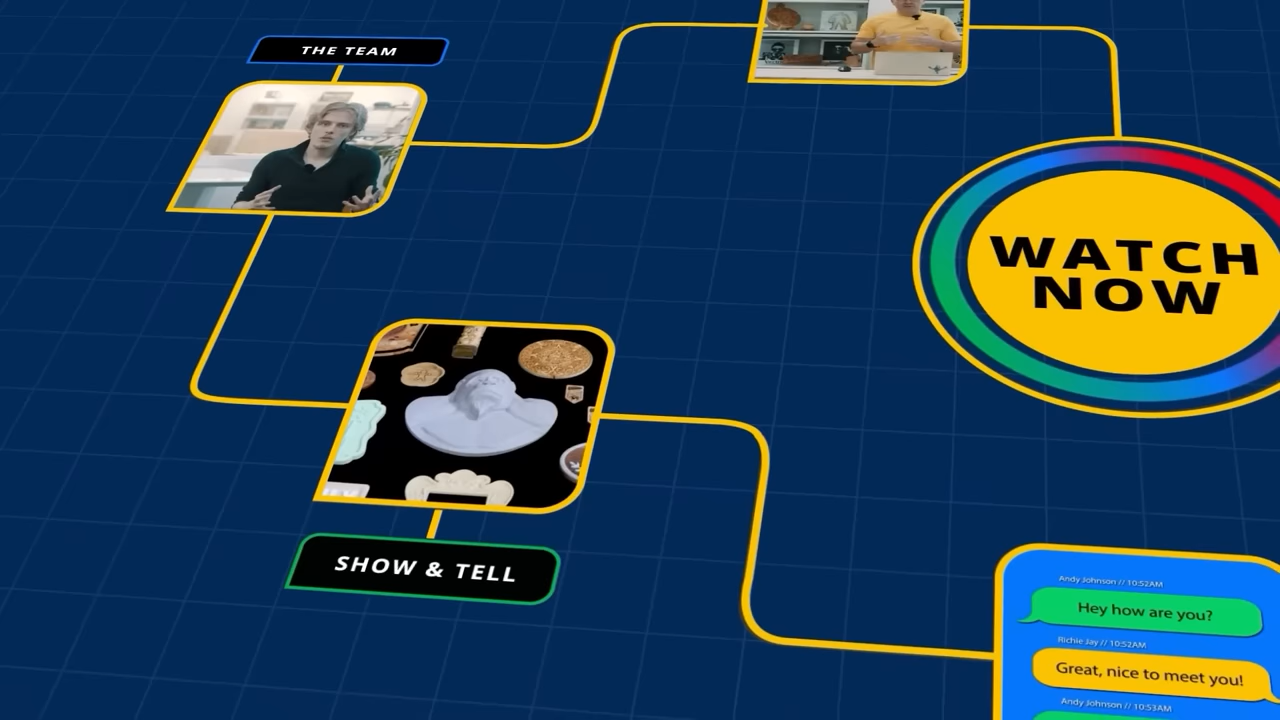 THE TEAM
WATCH
NOW
SHOW & TELL
Andy Johnson // 10:52AM
Hey how are you?
Richie Jay // 10:52AM
Great, nice to meet you!
Andy Johnson // 10:53AM